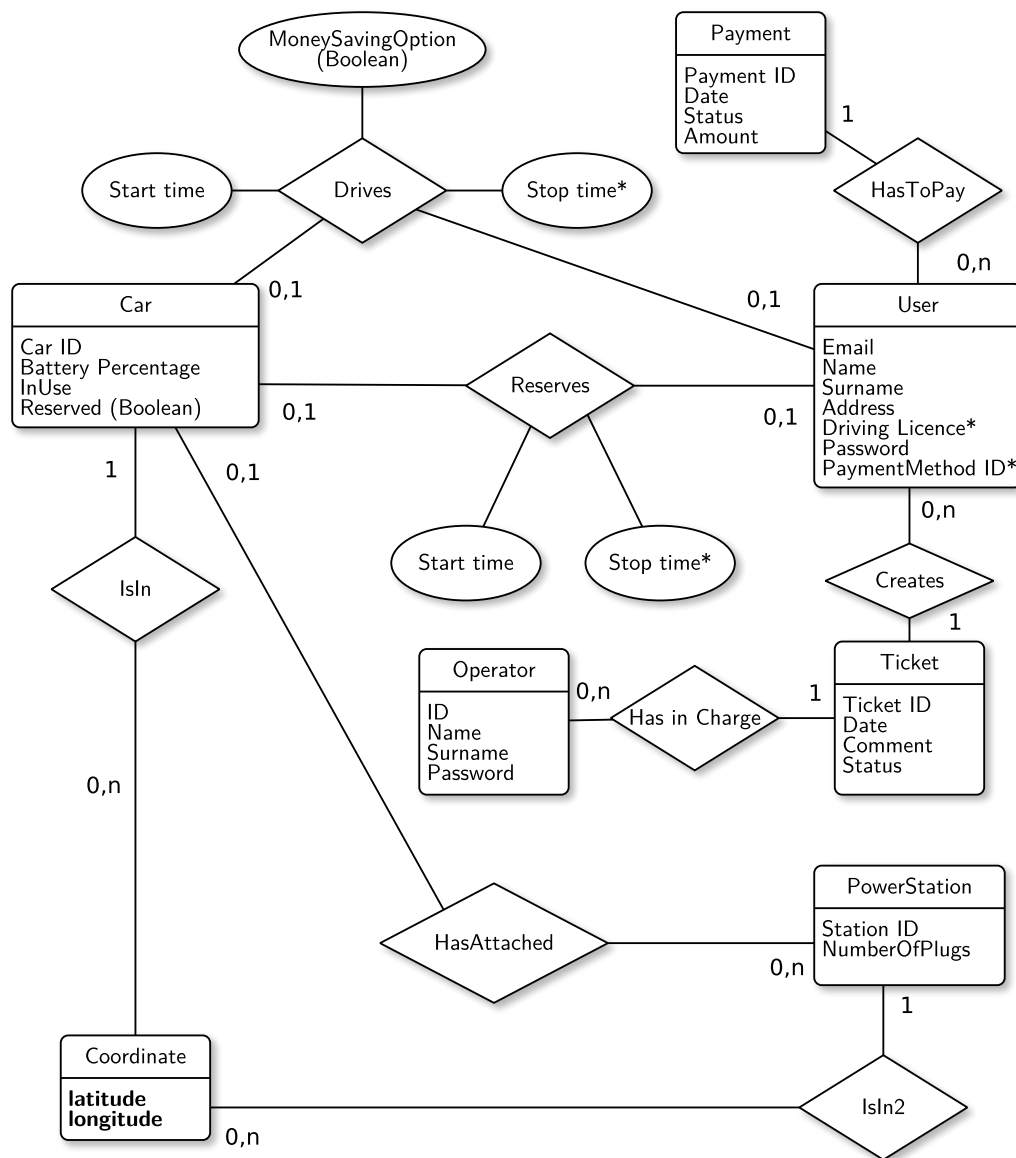 MoneySavingOption
(Boolean)
Payment
Payment ID
Date
Status
Amount
1
Start time
Drives
Stop time*
HasToPay
0,n
0,1
0,1
Car
Car ID
Battery Percentage
InUse
Reserved (Boolean)
User
Email
Name
Surname
Address
Driving Licence*
Password
PaymentMethod ID*
Reserves
0,1
0,1
1
0,1
0,n
Start time
Stop time*
IsIn
Creates
1
Operator
ID
Name
Surname
Password
0,n
Has in Charge
1
Ticket
Ticket ID
Date
Comment
Status
0,n
HasAttached
0,n
PowerStation
Station ID
NumberOfPlugs
1
Coordinate
latitude
longitude
0,n
IsIn2